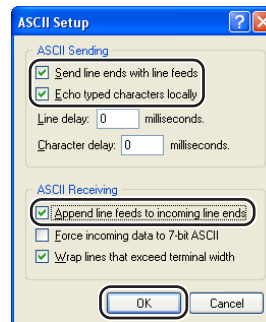 ASCII Setup
ASCII Sending
Send line ends with line feeds
Echo typed characters locally
Line delay: 0 milliseconds.
Character delay: 0 milliseconds.
ASCII Receiving
Append line feeds to incoming line ends
Force incoming data to 7-bit ASCII
Wrap lines that exceed terminal width
OK Cancel